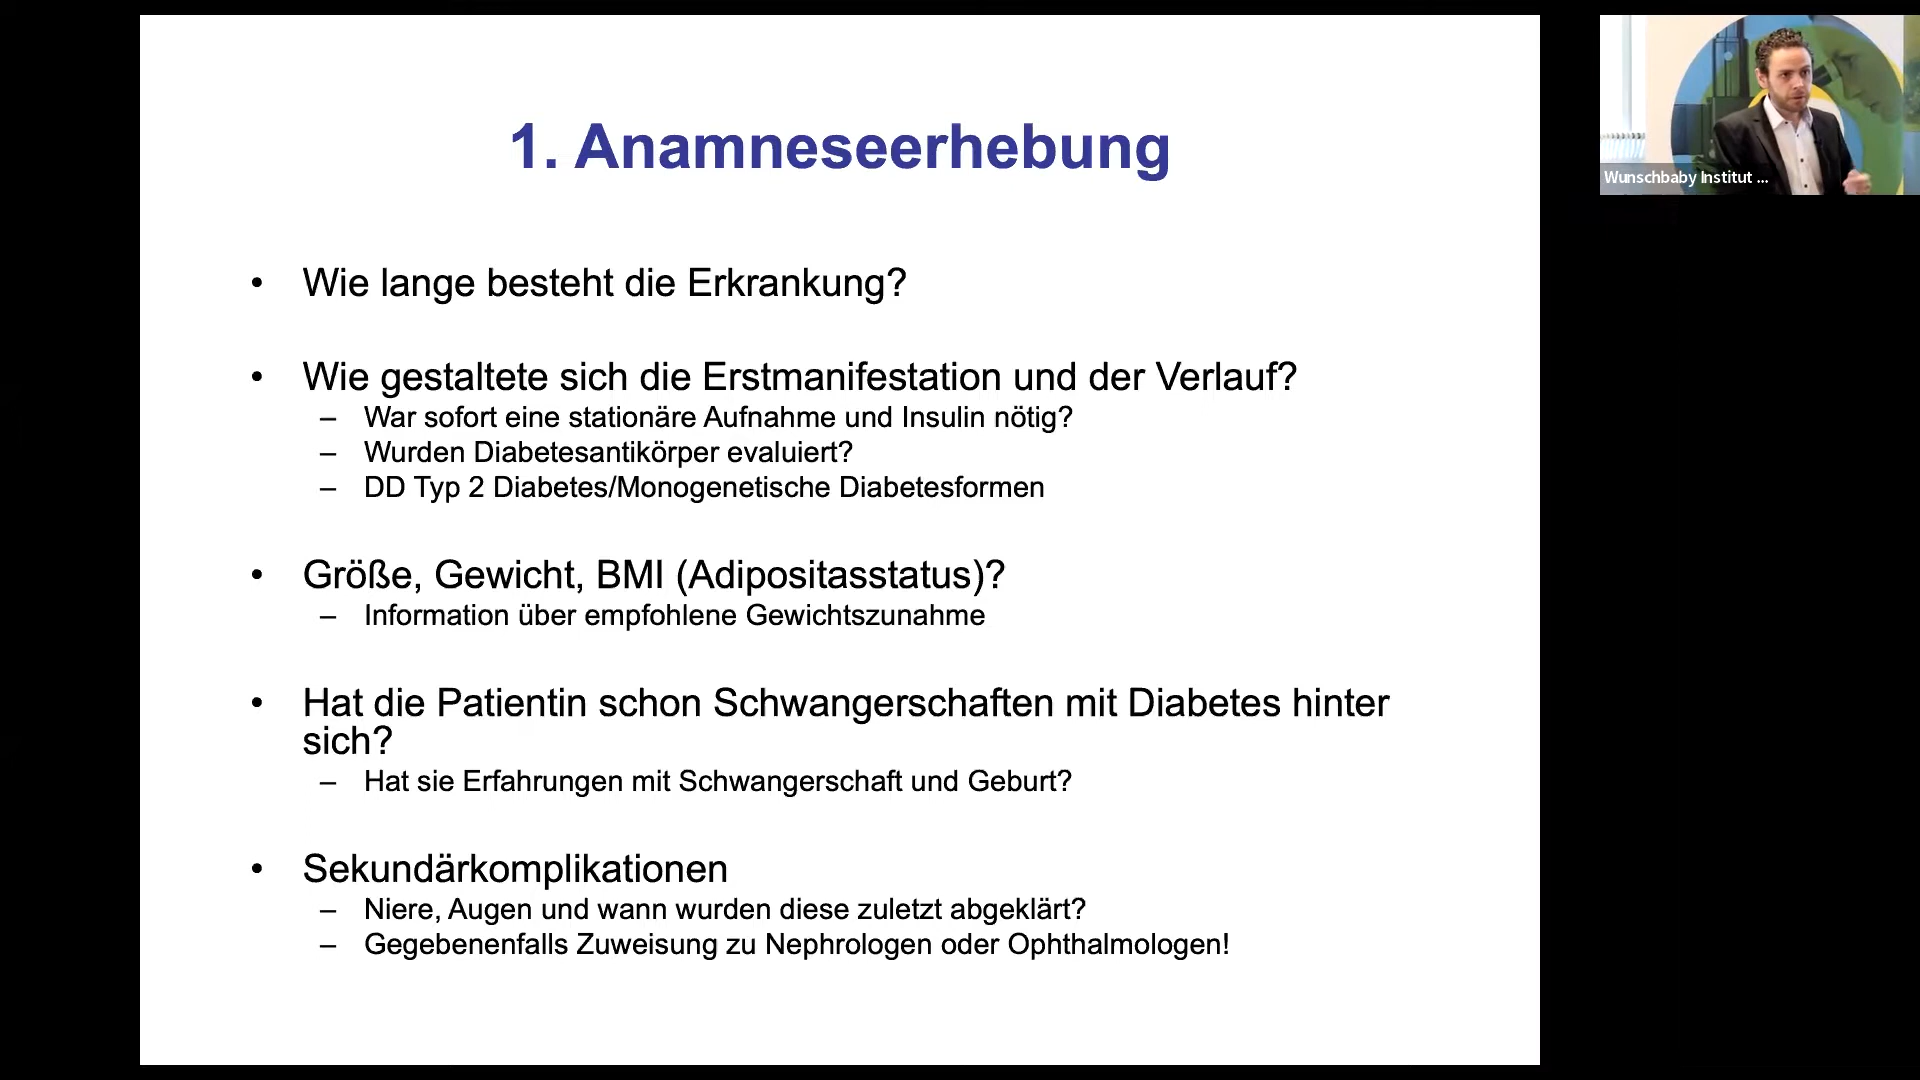 1. Anamneseerhebung
• Wie lange besteht die Erkrankung?
• Wie gestaltete sich die Erstmanifestation und der Verlauf?
– War sofort eine stationäre Aufnahme und Insulin nötig?
– Wurden Diabetesantikörper evaluiert?
– DD Typ 2 Diabetes/Monogenetische Diabetesformen
• Größe, Gewicht, BMI (Adipositasstatus)?
– Information über empfohlene Gewichtszunahme
• Hat die Patientin schon Schwangerschaften mit Diabetes hinter
sich?
– Hat sie Erfahrungen mit Schwangerschaft und Geburt?
• Sekundärkomplikationen
– Niere, Augen und wann wurden diese zuletzt abgeklärt?
– Gegebenenfalls Zuweisung zu Nephrologen oder Ophthalmologen!
Wunschbaby Institut ...